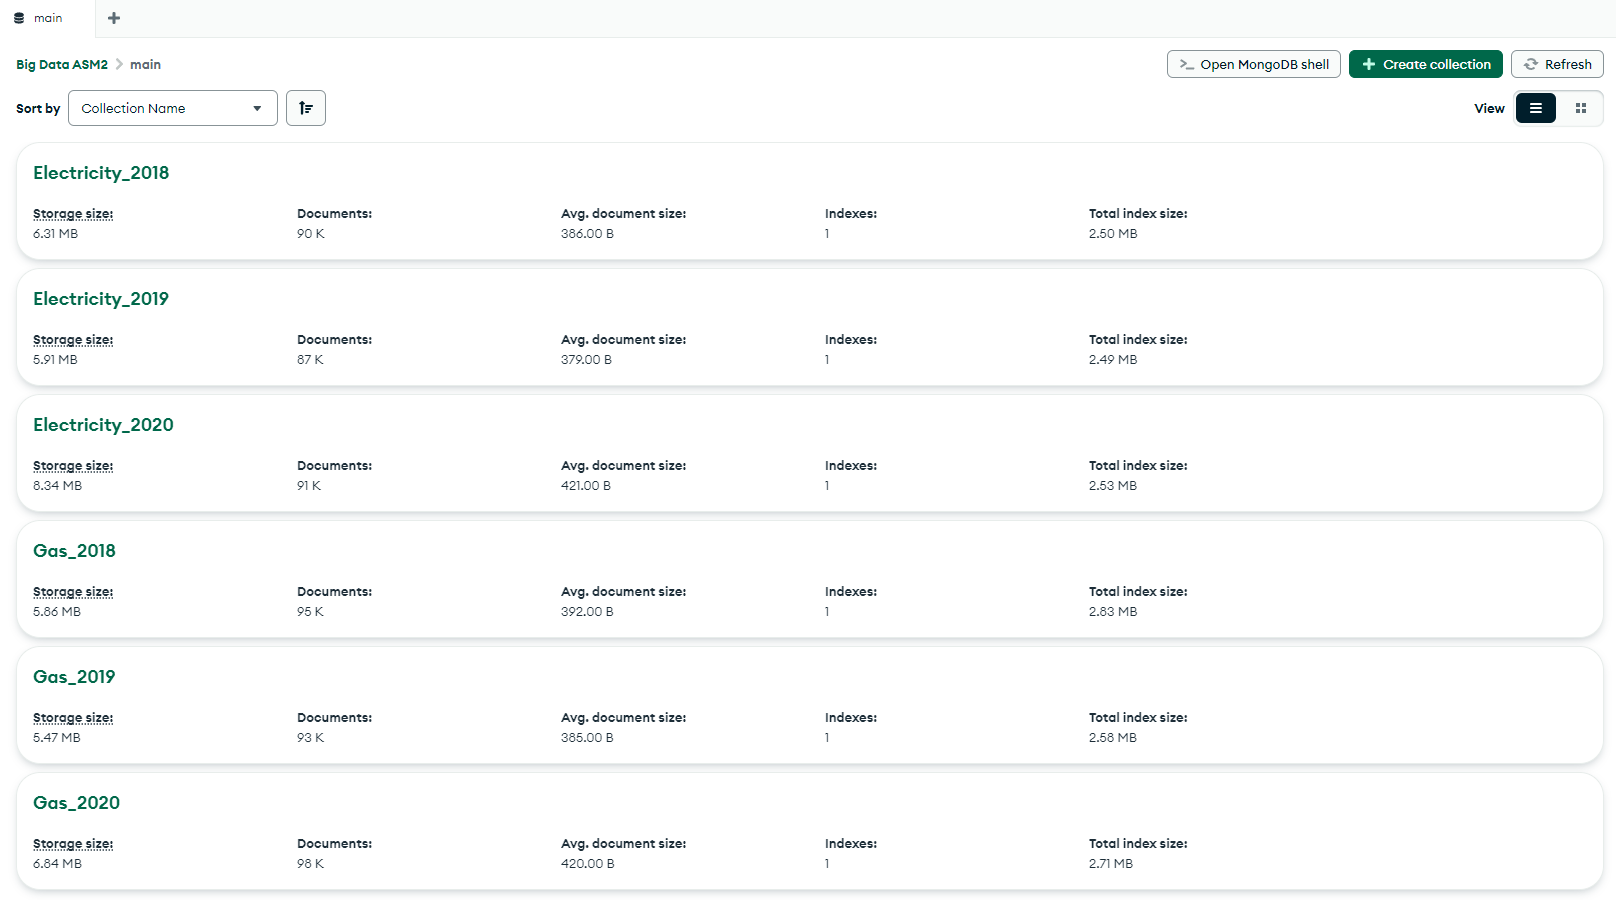 main
Big Data ASM2 > main
>_ Open MongoDB shell
+ Create collection
Refresh
Sort by Collection Name
View
Electricity_2018
Storage size: Documents: Avg. document size: Indexes: Total index size:
6.31 MB 90 K 386.00 B 1 2.50 MB
Electricity_2019
Storage size: Documents: Avg. document size: Indexes: Total index size:
5.91 MB 87 K 379.00 B 1 2.49 MB
Electricity_2020
Storage size: Documents: Avg. document size: Indexes: Total index size:
8.34 MB 91 K 421.00 B 1 2.53 MB
Gas_2018
Storage size: Documents: Avg. document size: Indexes: Total index size:
5.86 MB 95 K 392.00 B 1 2.83 MB
Gas_2019
Storage size: Documents: Avg. document size: Indexes: Total index size:
5.47 MB 93 K 385.00 B 1 2.58 MB
Gas_2020
Storage size: Documents: Avg. document size: Indexes: Total index size:
6.84 MB 98 K 420.00 B 1 2.71 MB